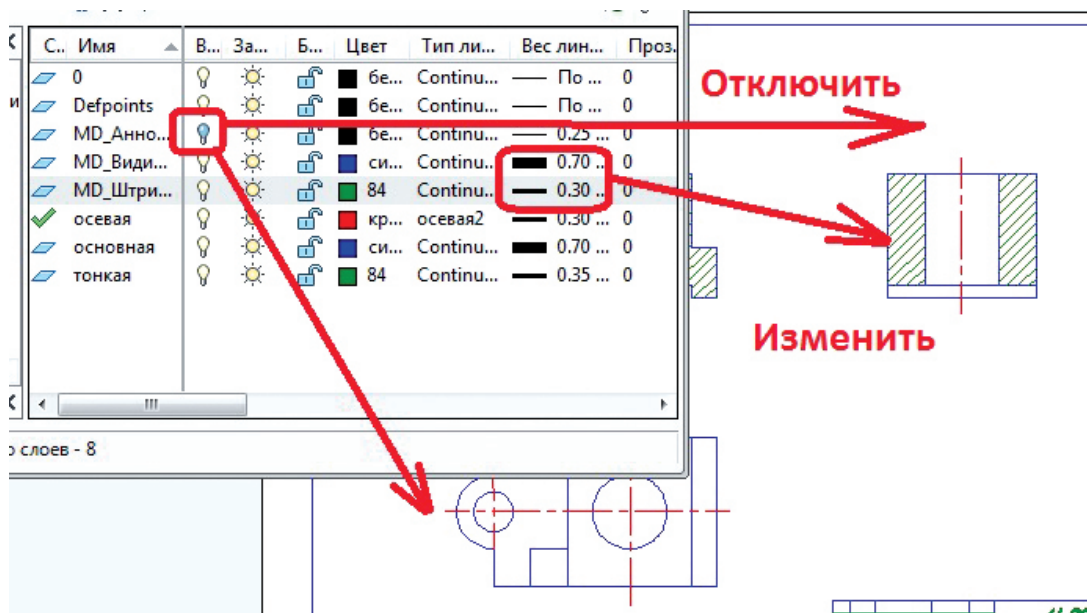 С.. Имя В... За... Б... Цвет Тип ли... Вес лин... Проз.
0 бе... Continu... По ... 0
Defpoints бе... Continu... По ... 0
MD_Анно... бе... Continu... 0.25 ... 0
MD_Види... си... Continu... 0.70 ... 0
MD_Штри... 84 Continu... 0.30 ... 0
осевая кр... осевая2 0.30 ... 0
основная си... Continu... 0.70 ... 0
тонкая 84 Continu... 0.35 ... 0
Отключить
Изменить
о слоев - 8